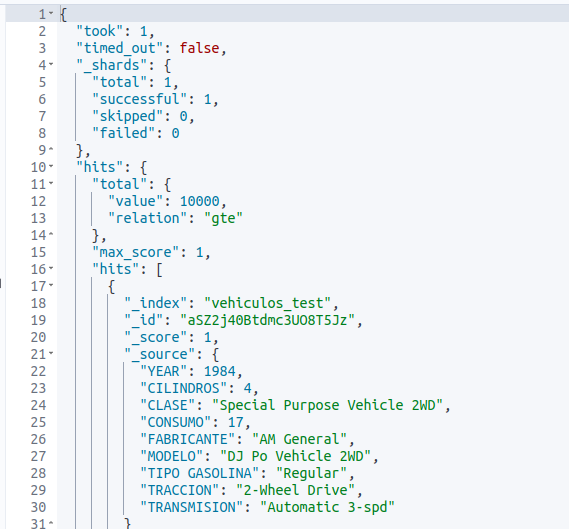 1 {
2 "took": 1,
3 "timed_out": false,
4 "_shards": {
5 "total": 1,
6 "successful": 1,
7 "skipped": 0,
8 "failed": 0
9 },
10 "hits": {
11 "total": {
12 "value": 10000,
13 "relation": "gte"
14 },
15 "max_score": 1,
16 "hits": [
17 {
18 "_index": "vehiculos_test",
19 "_id": "aSZ2j40Btdmc3UO8T5Jz",
20 "_score": 1,
21 "_source": {
22 "YEAR": 1984,
23 "CILINDROS": 4,
24 "CLASE": "Special Purpose Vehicle 2WD",
25 "CONSUMO": 17,
26 "FABRICANTE": "AM General",
27 "MODELO": "DJ Po Vehicle 2WD",
28 "TIPO GASOLINA": "Regular",
29 "TRACCION": "2-Wheel Drive",
30 "TRANSMISION": "Automatic 3-spd"
31 }